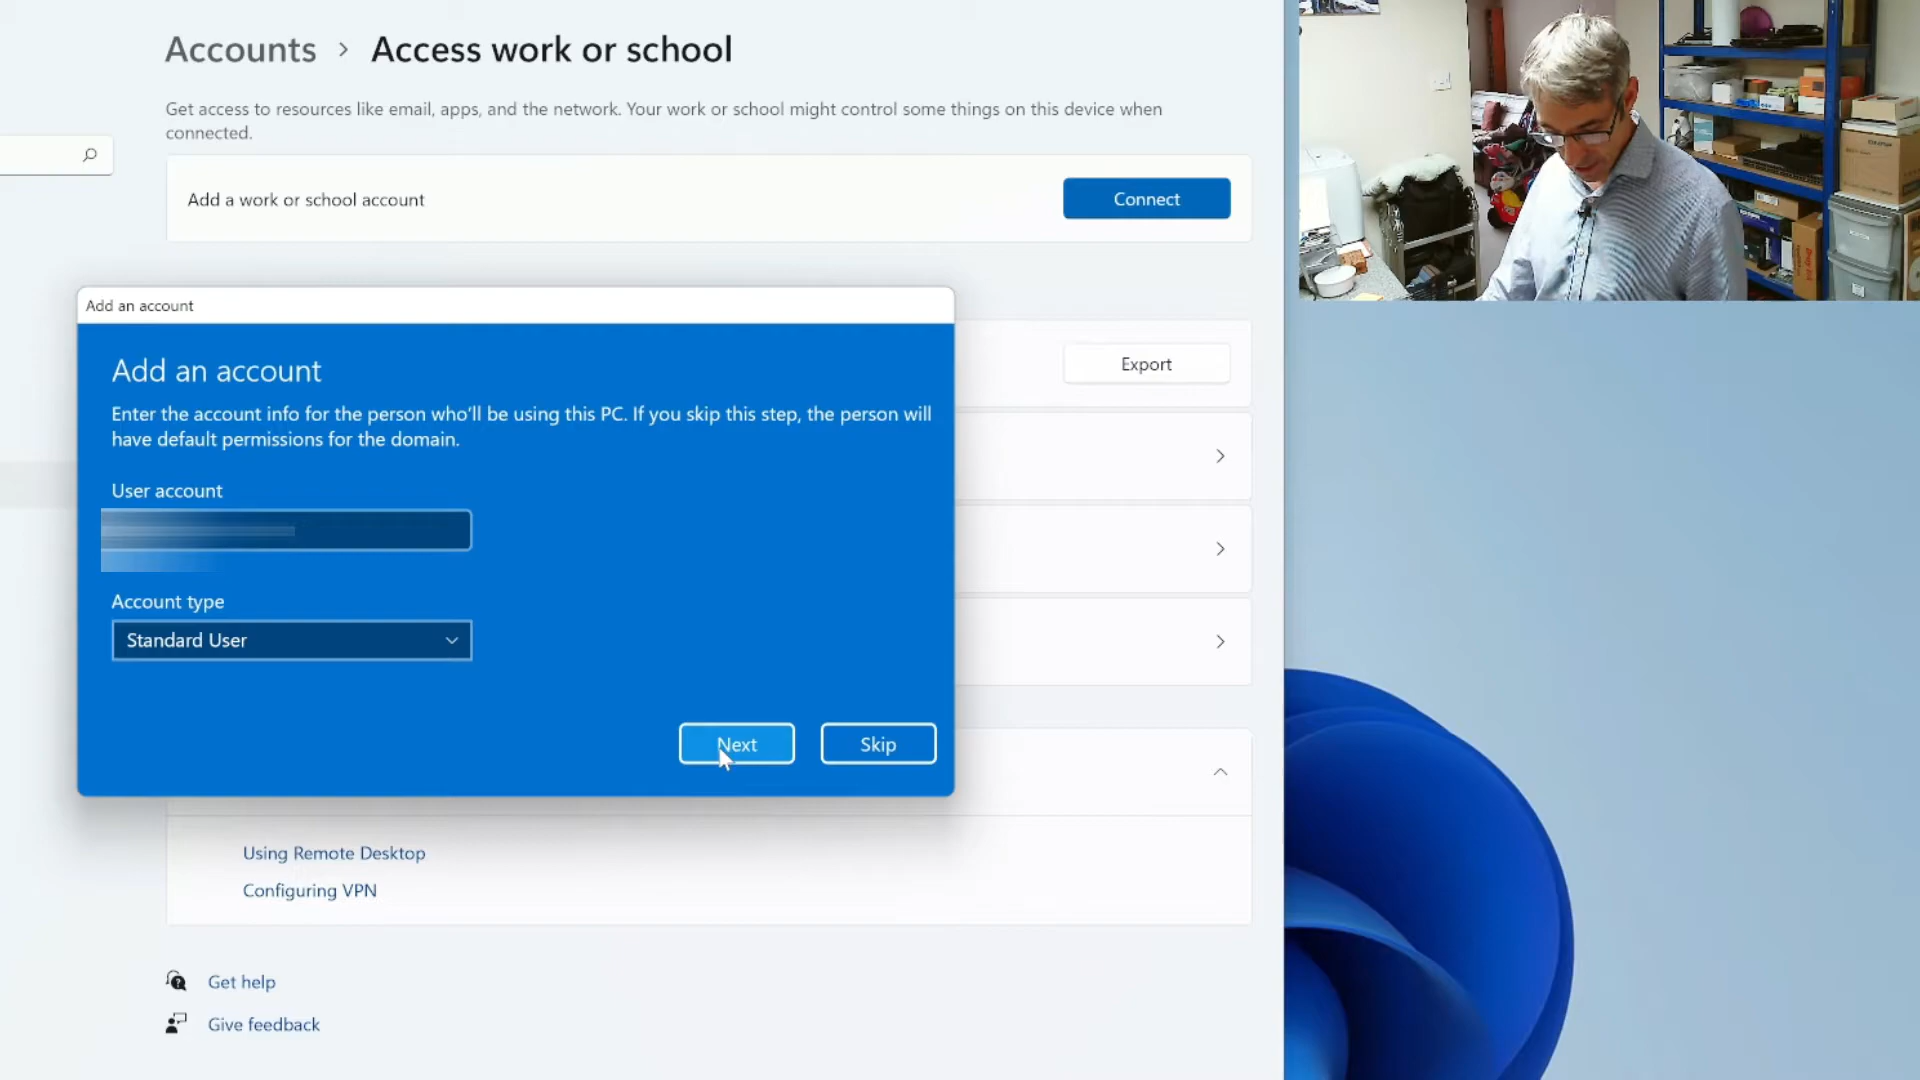 Accounts > Access work or school
Get access to resources like email, apps, and the network. Your work or school might control some things on this device when
connected.
Add a work or school account
Connect
Add an account
Export
Add an account
Enter the account info for the person who'll be using this PC. If you skip this step, the person will
have default permissions for the domain.
User account
Account type
Standard User
Next
Skip
Using Remote Desktop
Configuring VPN
Get help
Give feedback